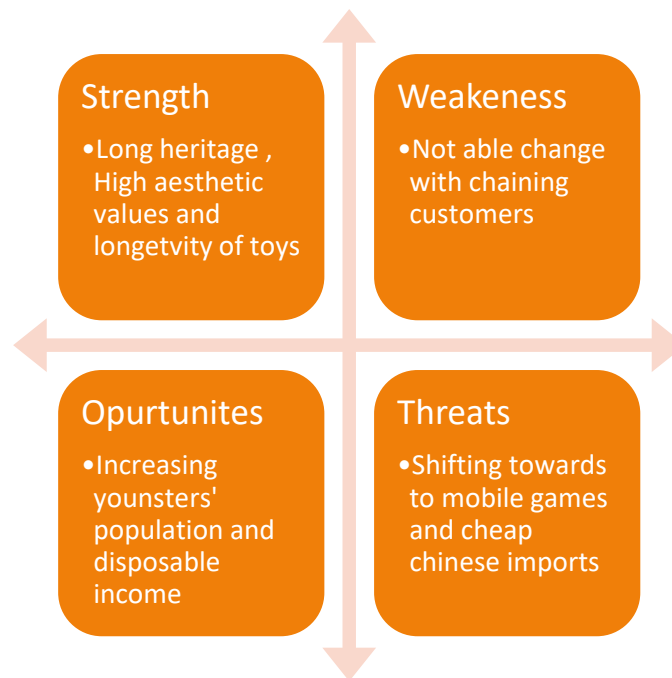 Strength
•Long heritage ,
High aesthetic
values and
longetvity of toys
Weakeness
•Not able change
with chaining
customers
Opurtunites
•Increasing
younsters'
population and
disposable
income
Threats
•Shifting towards
to mobile games
and cheap
chinese imports